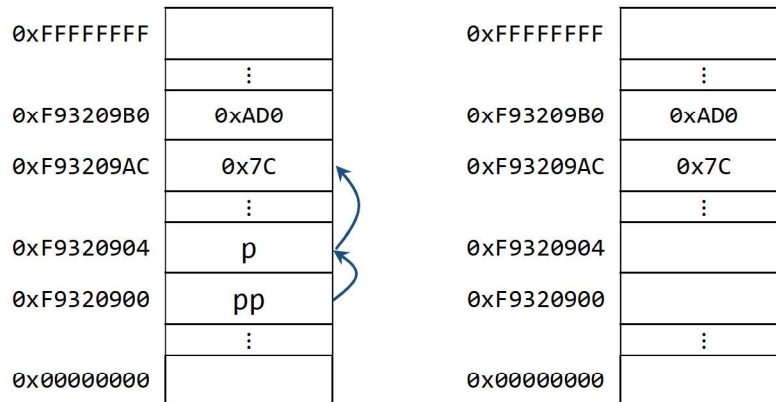 0xFFFFFFFF 0xFFFFFFFF
⋮ ⋮
0xF93209B0 0xAD0 0xF93209B0 0xAD0
0xF93209AC 0x7C 0xF93209AC 0x7C
⋮ ⋮
0xF9320904 p 0xF9320904
0xF9320900 pp 0xF9320900
⋮ ⋮
0x00000000 0x00000000